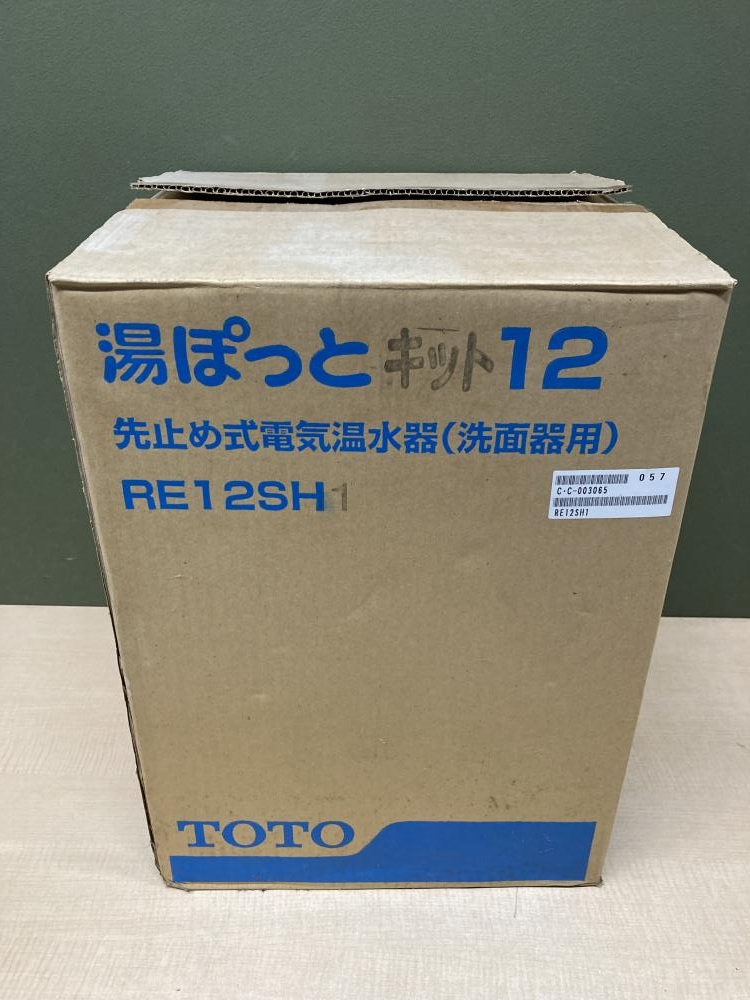 湯ぽっとキット12
先止め式電気温水器(洗面器用)
RE12SH1
057
C-C-003065
RE12SH1
TOTO